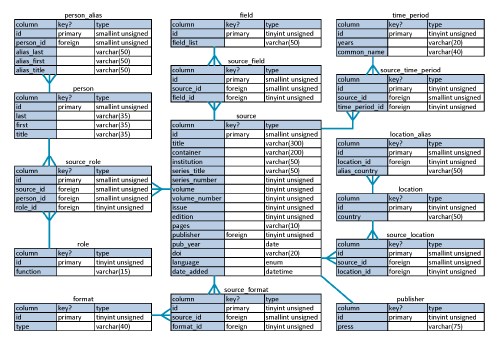 person_alias
column key? type
id primary smallint unsigned
person_id foreign smallint unsigned
alias_last varchar(50)
alias_first varchar(50)
alias_title varchar(50)
person
column key? type
id primary smallint unsigned
last varchar(35)
first varchar(35)
title varchar(35)
source_role
column key? type
id primary smallint unsigned
source_id foreign smallint unsigned
person_id foreign smallint unsigned
role_id foreign tinyint unsigned
role
column key? type
id primary tinyint unsigned
function varchar(15)
format
column key? type
id primary tinyint unsigned
type varchar(40)
field
column key? type
id primary tinyint unsigned
field_list varchar(50)
source_field
column key? type
id primary smallint unsigned
source_id foreign smallint unsigned
field_id foreign tinyint unsigned
source
column key? type
id primary smallint unsigned
title varchar(300)
container varchar(200)
institution varchar(50)
series_title varchar(50)
series_number tinyint unsigned
volume tinyint unsigned
volume_number tinyint unsigned
issue tinyint unsigned
edition tinyint unsigned
pages varchar(10)
publisher foreign tinyint unsigned
pub_year date
doi varchar(20)
language enum
date_added datetime
source_format
column key? type
id primary smallint unsigned
source_id foreign smallint unsigned
format_id foreign tinyint unsigned
time_period
column key? type
id primary tinyint unsigned
years varchar(20)
common_name varchar(40)
source_time_period
column key? type
id primary tinyint unsigned
source_id foreign smallint unsigned
time_period_id foreign tinyint unsigned
location_alias
column key? type
id primary smallint unsigned
location_id foreign tinyint unsigned
alias_country varchar(50)
location
column key? type
id primary tinyint unsigned
country varchar(50)
source_location
column key? type
id primary smallint unsigned
source_id foreign smallint unsigned
location_id foreign tinyint unsigned
publisher
column key? type
id primary tinyint unsigned
press varchar(75)